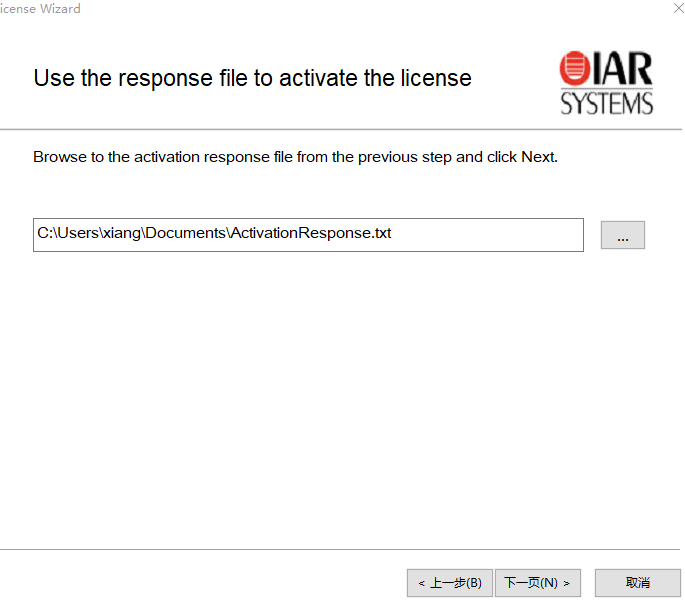 icense Wizard
Use the response file to activate the license
IAR
SYSTEMS
Browse to the activation response file from the previous step and click Next.
C:\Users\xiang\Documents\ActivationResponse.txt
...
< 上一步(B)
下一页(N) >
取消